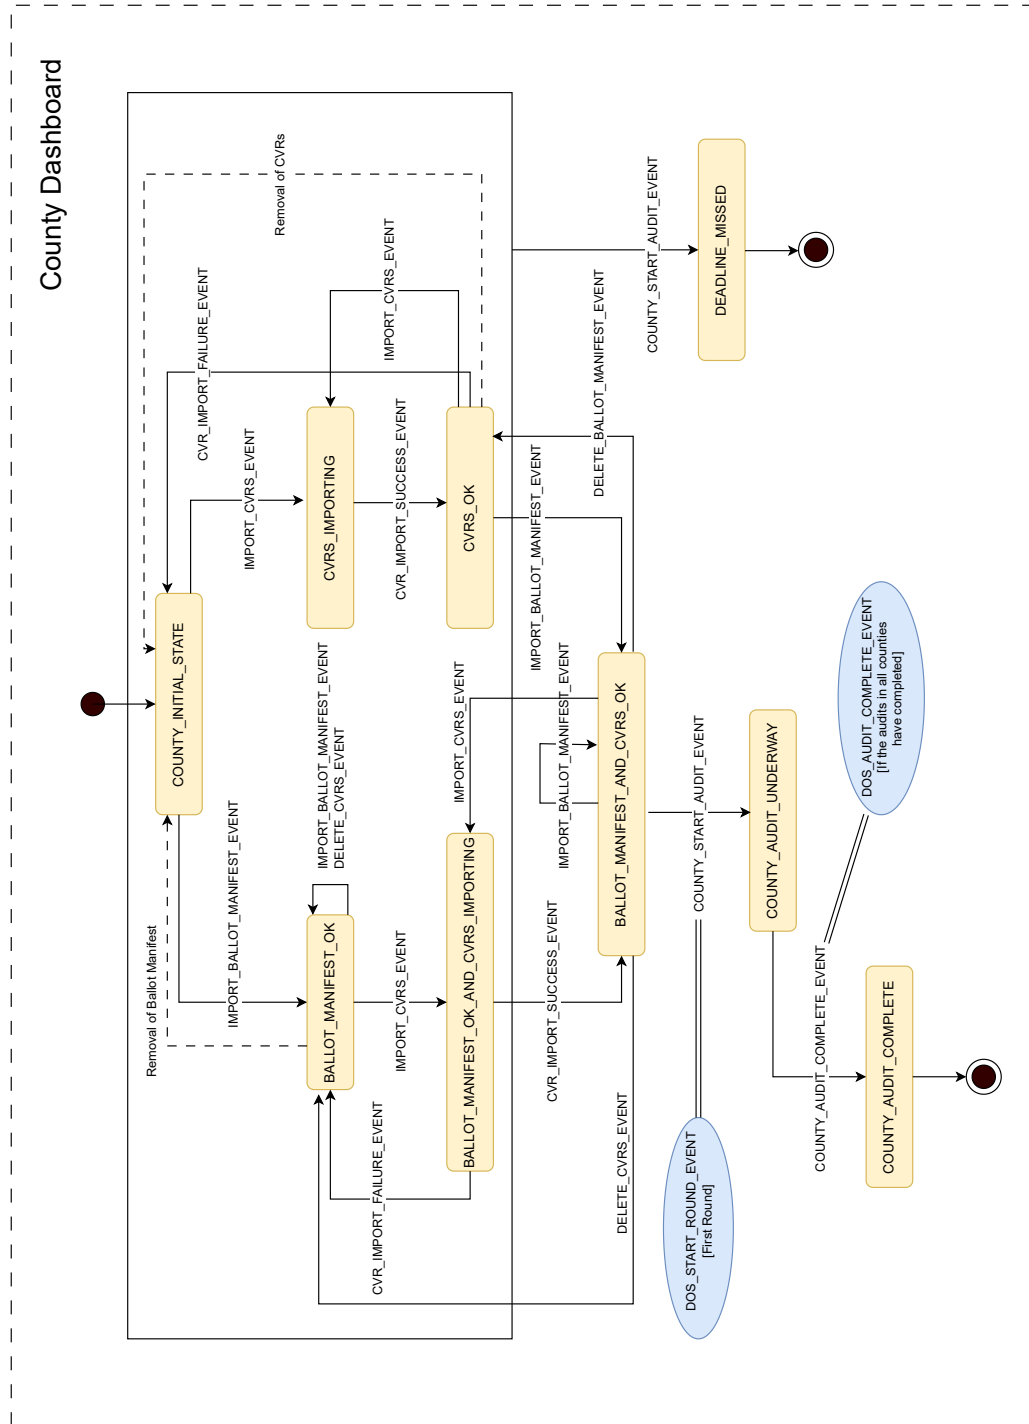 County Dashboard
Removal of CVRs
CVR_IMPORT_FAILURE_EVENT
IMPORT_CVRS_EVENT
IMPORT_CVRS_EVENT
COUNTY_INITIAL_STATE
CVRS_IMPORTING
CVR_IMPORT_SUCCESS_EVENT
CVRS_OK
COUNTY_START_AUDIT_EVENT
DEADLINE_MISSED
DELETE_BALLOT_MANIFEST_EVENT
IMPORT_BALLOT_MANIFEST_EVENT
Removal of Ballot Manifest
IMPORT_BALLOT_MANIFEST_EVENT
IMPORT_BALLOT_MANIFEST_EVENT
DELETE_CVRS_EVENT
BALLOT_MANIFEST_OK
IMPORT_CVRS_EVENT
IMPORT_CVRS_EVENT
BALLOT_MANIFEST_OK_AND_CVRS_IMPORTING
IMPORT_BALLOT_MANIFEST_EVENT
BALLOT_MANIFEST_AND_CVRS_OK
CVR_IMPORT_SUCCESS_EVENT
CVR_IMPORT_FAILURE_EVENT
DELETE_CVRS_EVENT
COUNTY_START_AUDIT_EVENT
DOS_START_ROUND_EVENT
[First Round]
COUNTY_AUDIT_UNDERWAY
DOS_AUDIT_COMPLETE_EVENT
[If the audits in all counties
have completed]
COUNTY_AUDIT_COMPLETE_EVENT
COUNTY_AUDIT_COMPLETE